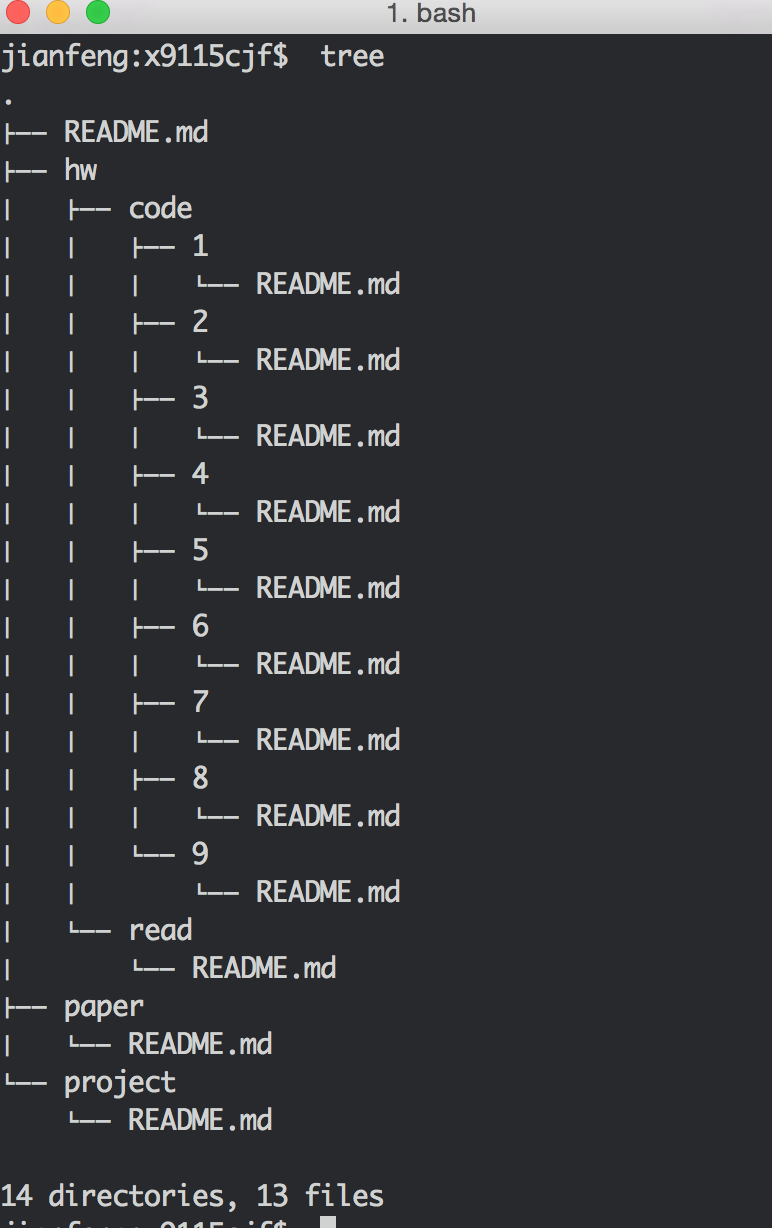 1. bash
jianfeng:x9115cjf$  tree
.
├── README.md
├── hw
|   ├── code
|   |   ├── 1
|   |   |   └── README.md
|   |   ├── 2
|   |   |   └── README.md
|   |   ├── 3
|   |   |   └── README.md
|   |   ├── 4
|   |   |   └── README.md
|   |   ├── 5
|   |   |   └── README.md
|   |   ├── 6
|   |   |   └── README.md
|   |   ├── 7
|   |   |   └── README.md
|   |   ├── 8
|   |   |   └── README.md
|   |   └── 9
|   |       └── README.md
|   └── read
|       └── README.md
├── paper
|   └── README.md
└── project
    └── README.md

14 directories, 13 files
jianfeng:x9115cjf$